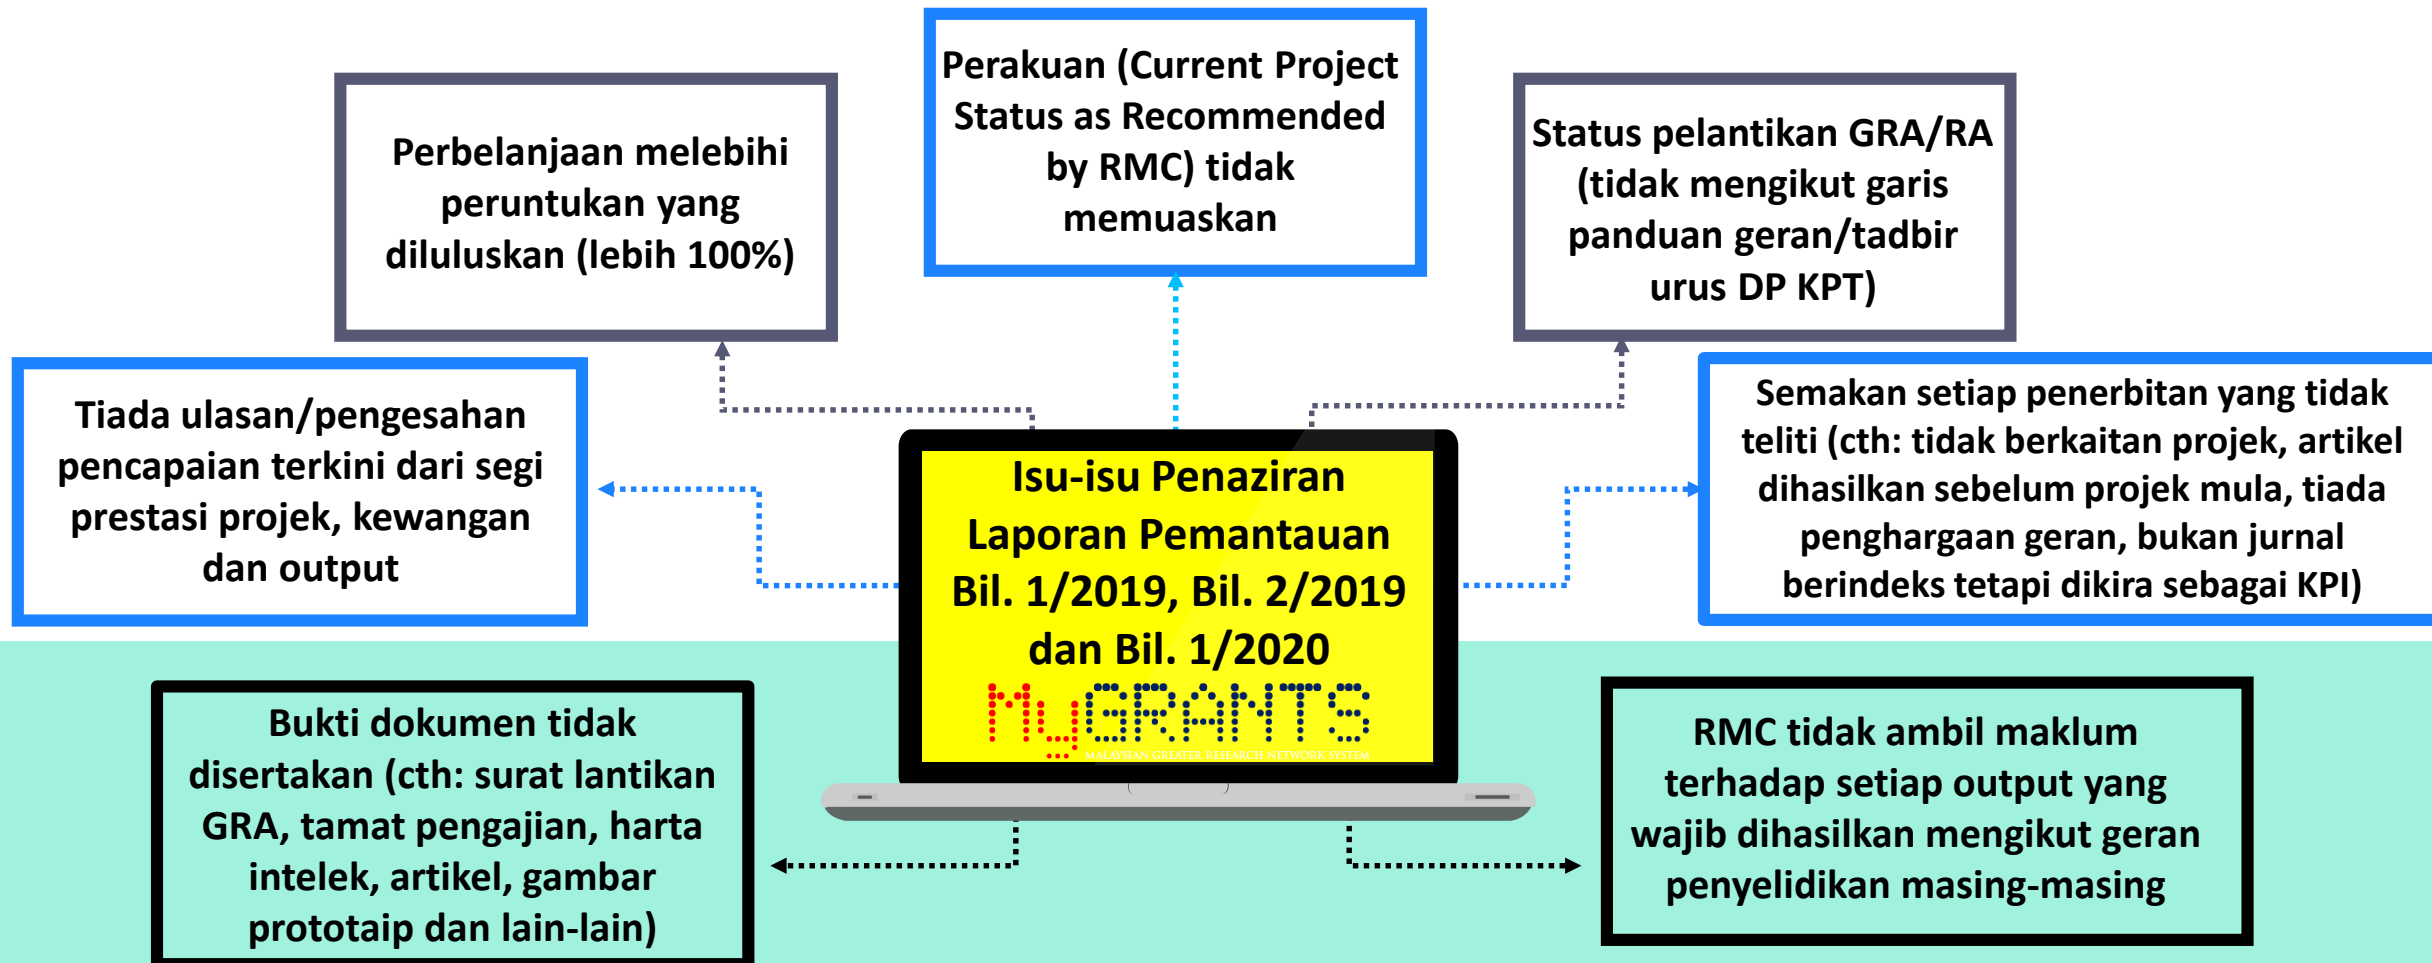 Perakuan (Current Project
Status as Recommended
by RMC) tidak
memuaskan
Perbelanjaan melebihi
peruntukan yang
diluluskan (lebih 100%)
Status pelantikan GRA/RA
(tidak mengikut garis
panduan geran/tadbir
urus DP KPT)
Tiada ulasan/pengesahan
pencapaian terkini dari segi
prestasi projek, kewangan
dan output
Isu-isu Penaziran
Laporan Pemantauan
Bil. 1/2019, Bil. 2/2019
dan Bil. 1/2020
MyGRANTS
MALAYSIAN GREATER RESEARCH NETWORK SYSTEM
Semakan setiap penerbitan yang tidak
teliti (cth: tidak berkaitan projek, artikel
dihasilkan sebelum projek mula, tiada
penghargaan geran, bukan jurnal
berindeks tetapi dikira sebagai KPI)
Bukti dokumen tidak
disertakan (cth: surat lantikan
GRA, tamat pengajian, harta
intelek, artikel, gambar
prototaip dan lain-lain)
RMC tidak ambil maklum
terhadap setiap output yang
wajib dihasilkan mengikut geran
penyelidikan masing-masing